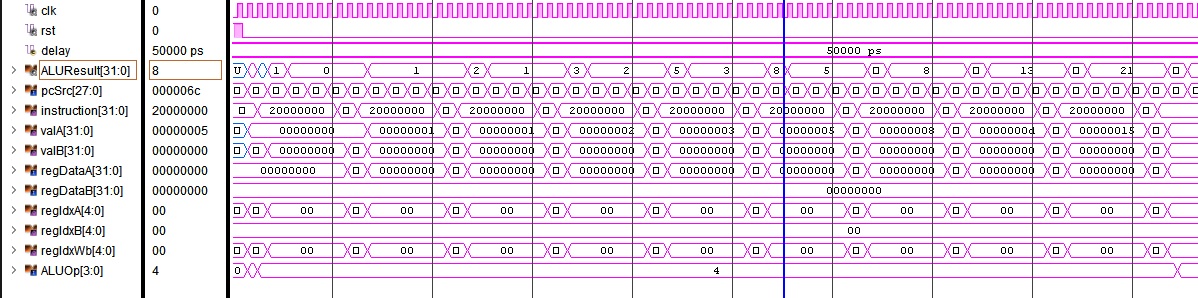 clk 0
rst 0
delay 50000 ps 50000 ps
ALUResult[31:0] 8 U 1 0 1 2 1 3 2 5 3 8 5 8 13 21
pcSrc[27:0] 000006c
instruction[31:0] 20000000 20000000 20000000 20000000 20000000 20000000 20000000 20000000 20000000 20000000
valA[31:0] 00000005 00000000 00000001 00000001 00000002 00000003 00000005 00000008 0000000d 00000015
valB[31:0] 00000000 00000000 00000000 00000000 00000000 00000000 00000000 00000000 00000000 00000000
regDataA[31:0] 00000000 00000000 00000000 00000000 00000000 00000000 00000000 00000000 00000000 00000000
regDataB[31:0] 00000000 00000000
regIdxA[4:0] 00 00 00 00 00 00 00 00 00 00
regIdxB[4:0] 00 00
regIdxWb[4:0] 00 00 00 00 00 00 00 00 00 00
ALUOp[3:0] 4 0 4